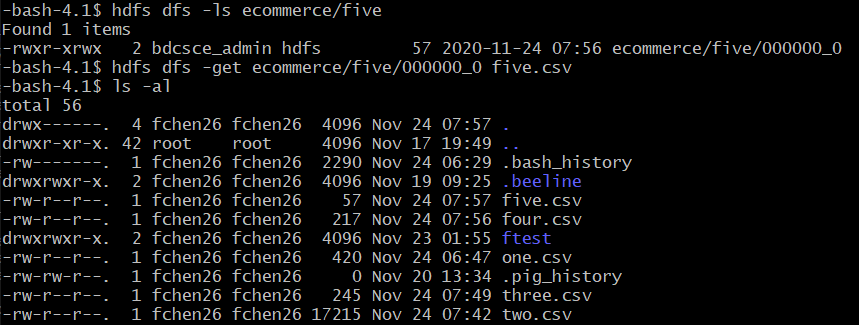 -bash-4.1$ hdfs dfs -ls ecommerce/five
Found 1 items
-rwxr-xrwx   2 bdcsce_admin hdfs         57 2020-11-24 07:56 ecommerce/five/000000_0
-bash-4.1$ hdfs dfs -get ecommerce/five/000000_0 five.csv
-bash-4.1$ ls -al
total 56
drwx------.  4 fchen26 fchen26  4096 Nov 24 07:57 .
drwxr-xr-x. 42 root    root     4096 Nov 17 19:49 ..
-rw-------.  1 fchen26 fchen26  2290 Nov 24 06:29 .bash_history
drwxrwxr-x.  2 fchen26 fchen26  4096 Nov 19 09:25 .beeline
-rw-r--r--.  1 fchen26 fchen26    57 Nov 24 07:57 five.csv
-rw-r--r--.  1 fchen26 fchen26   217 Nov 24 07:56 four.csv
drwxrwxr-x.  2 fchen26 fchen26  4096 Nov 23 01:55 ftest
-rw-r--r--.  1 fchen26 fchen26   420 Nov 24 06:47 one.csv
-rw-rw-r--.  1 fchen26 fchen26     0 Nov 20 13:34 .pig_history
-rw-r--r--.  1 fchen26 fchen26   245 Nov 24 07:49 three.csv
-rw-r--r--.  1 fchen26 fchen26 17215 Nov 24 07:42 two.csv